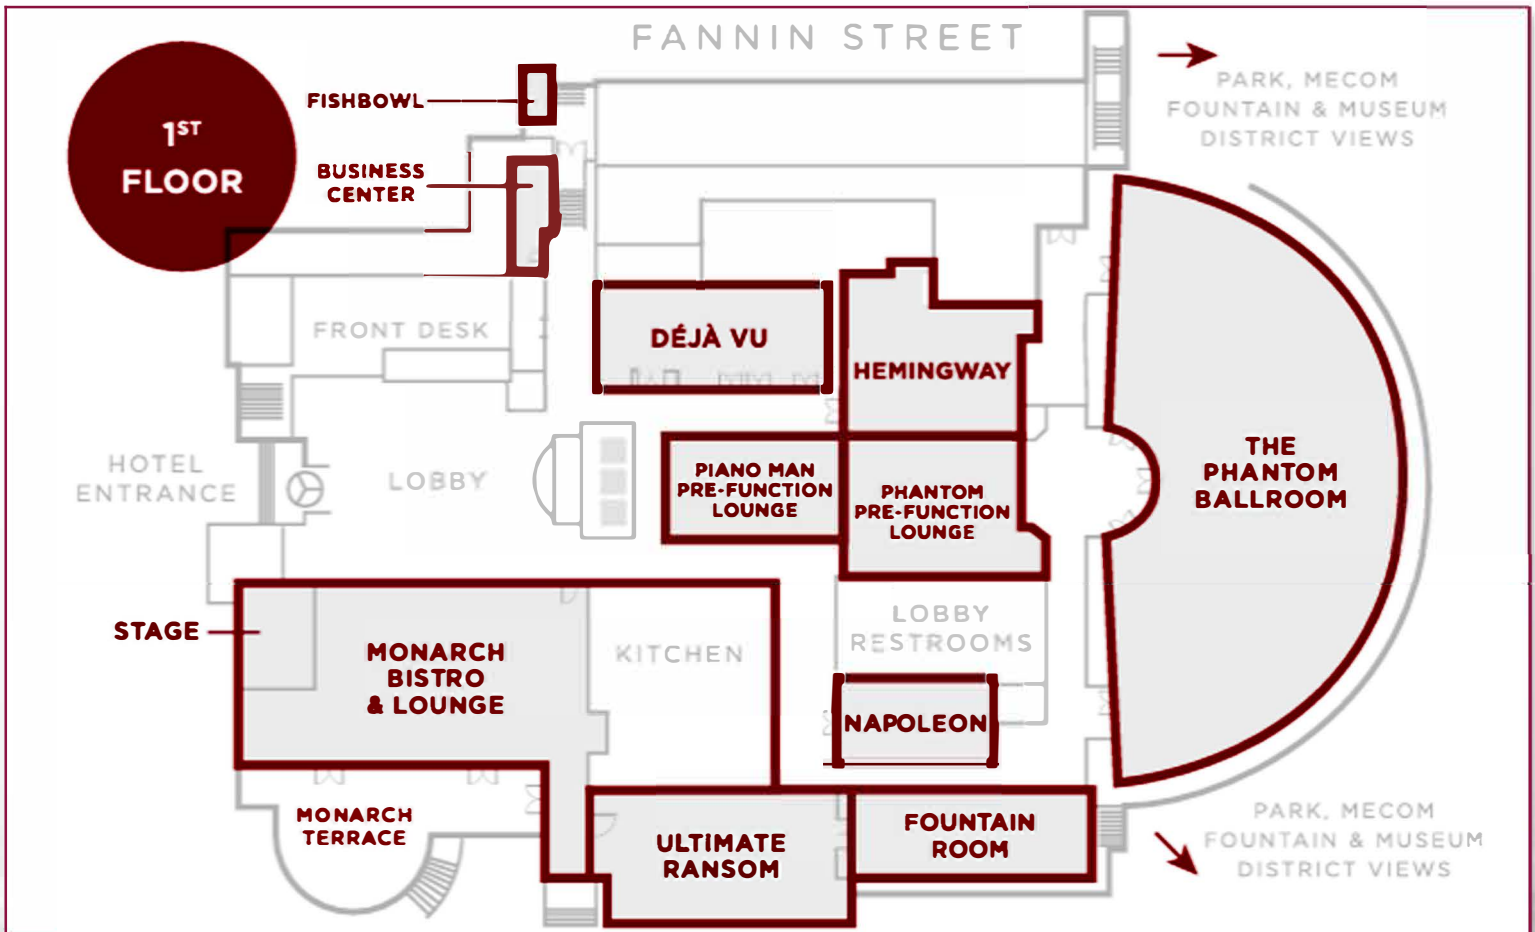 FANNIN STREET
1ST
FLOOR
FISHBOWL
BUSINESS
CENTER
PARK, MECOM
FOUNTAIN & MUSEUM
DISTRICT VIEWS
FRONT DESK
DÉJÀ VU
HEMINGWAY
HOTEL
ENTRANCE
LOBBY
PIANO MAN
PRE-FUNCTION
LOUNGE
PHANTOM
PRE-FUNCTION
LOUNGE
THE
PHANTOM
BALLROOM
STAGE
MONARCH
BISTRO
& LOUNGE
KITCHEN
LOBBY
RESTROOMS
NAPOLEON
MONARCH
TERRACE
ULTIMATE
RANSOM
FOUNTAIN
ROOM
PARK, MECOM
FOUNTAIN & MUSEUM
DISTRICT VIEWS